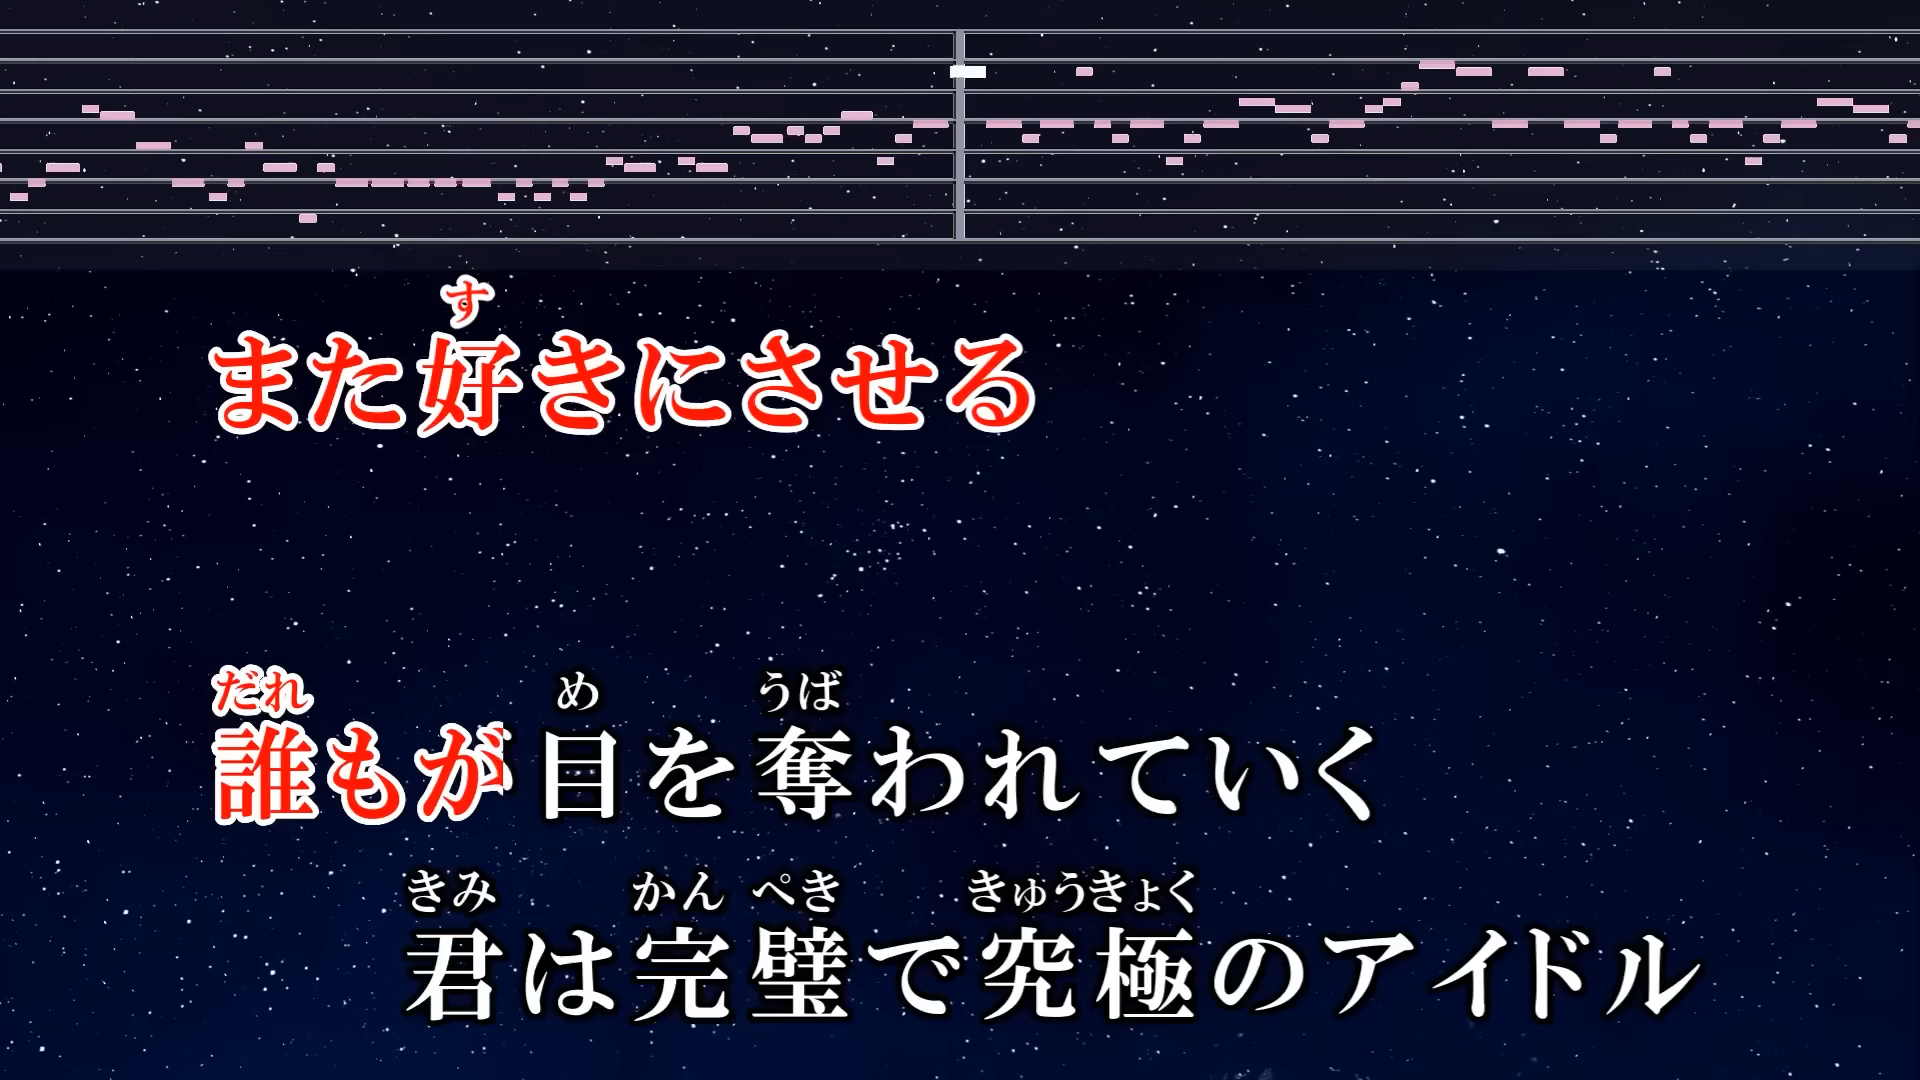 す
また好きにさせる
だれ め うば
誰もが目を奪われていく
きみ かん ぺき きゅうきょく
君は完璧で究極のアイドル